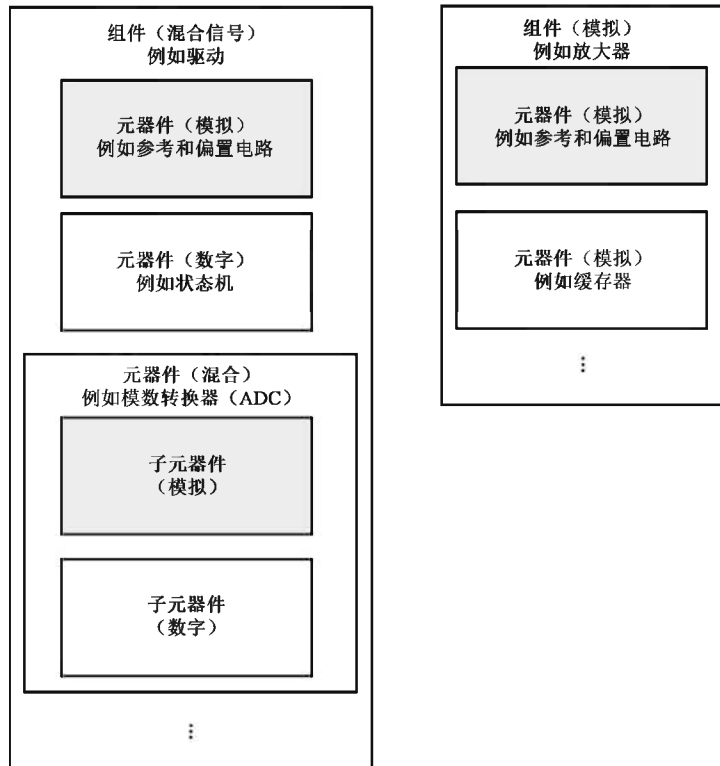 组件（混合信号）
例如驱动
元器件（模拟）
例如参考和偏置电路
元器件（数字）
例如状态机
元器件（混合）
例如模数转换器（ADC）
子元器件
（模拟）
子元器件
（数字）
⋮
组件（模拟）
例如放大器
元器件（模拟）
例如参考和偏置电路
元器件（模拟）
例如缓存器
⋮